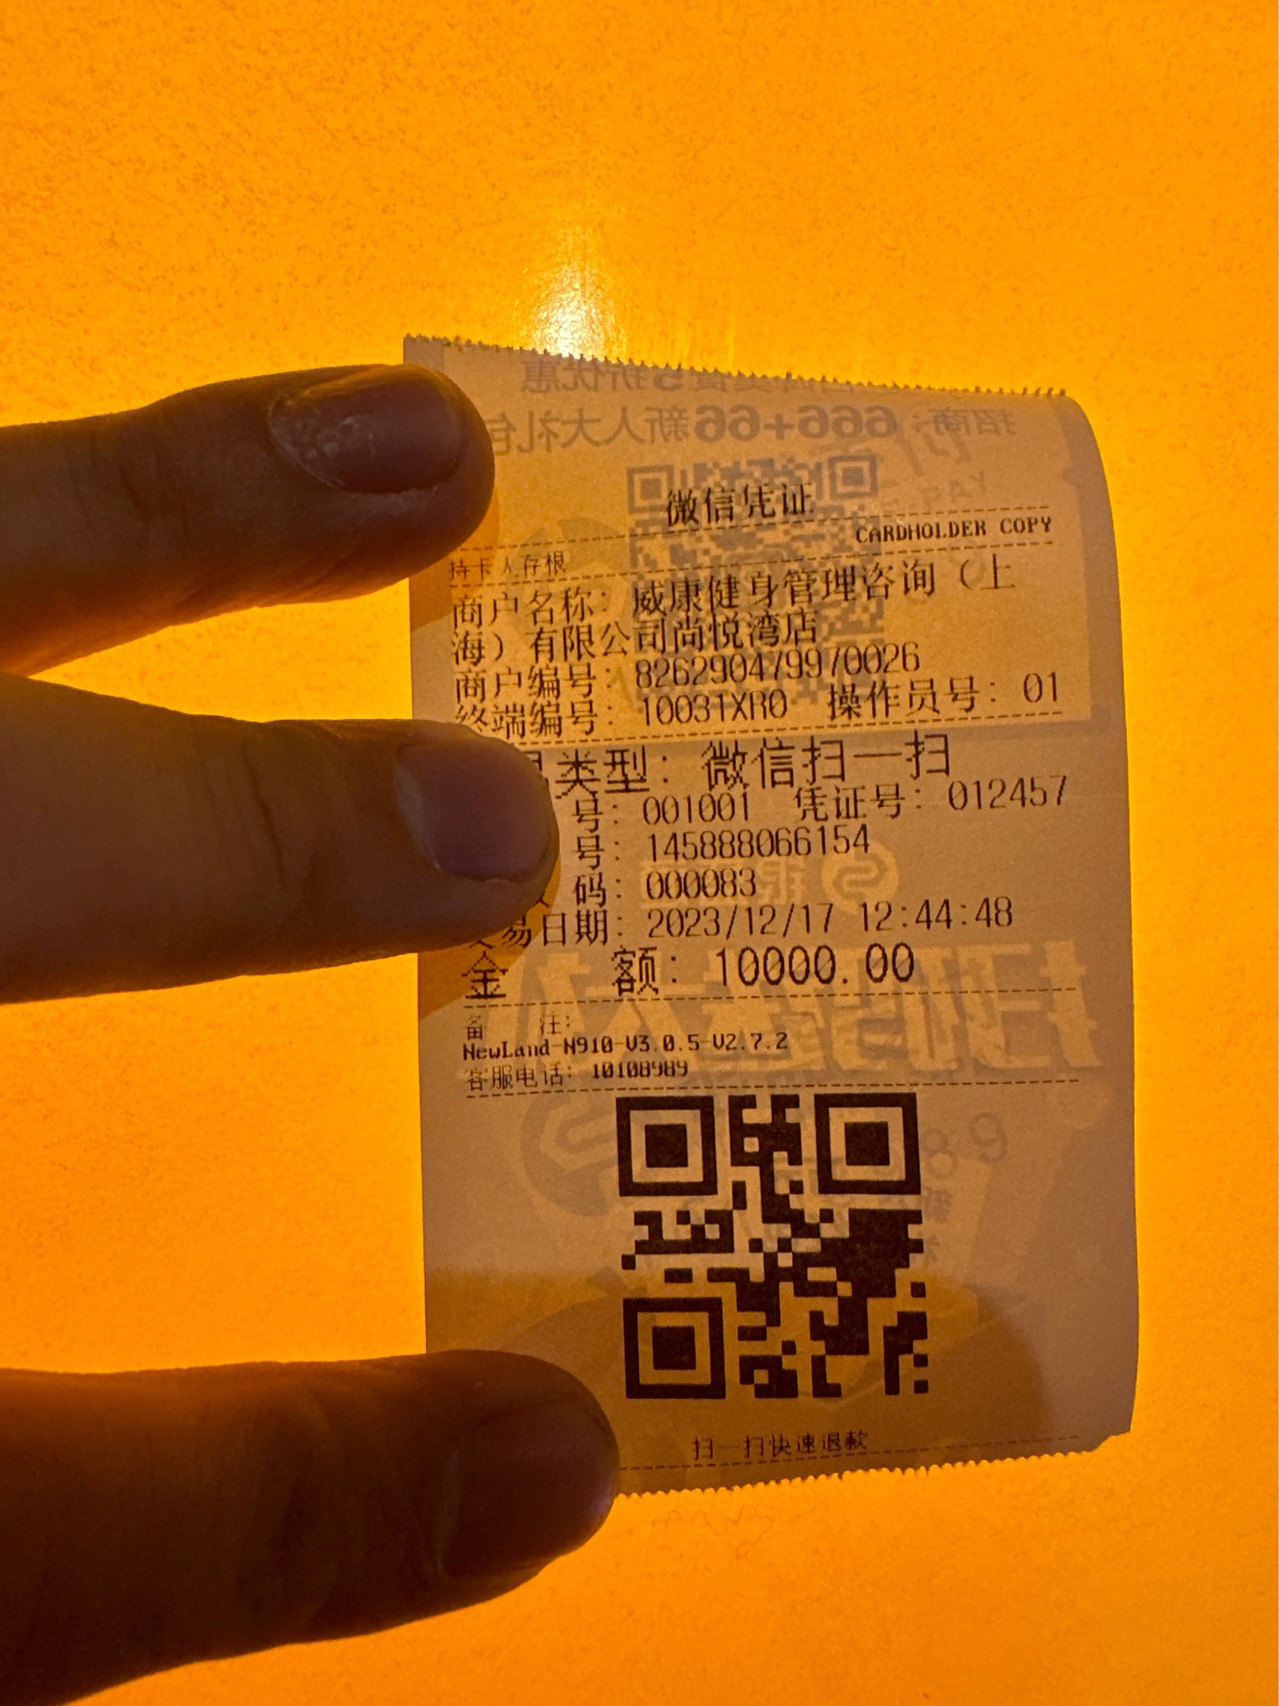 微信凭证
CARDHOLDER COPY
持卡人存根
商户名称: 威康健身管理咨询（上
海）有限公司尚悦湾店
商户编号: 826290479970026
终端编号: 10031XR0 操作员号: 01
类型: 微信扫一扫
号: 001001 凭证号: 012457
号: 145888066154
码: 000083
交易日期: 2023/12/17 12:44:48
金 额: 10000.00
备 注:
NewLand-N910-V3.0.5-V2.7.2
客服电话: 10108989
扫一扫快速退款